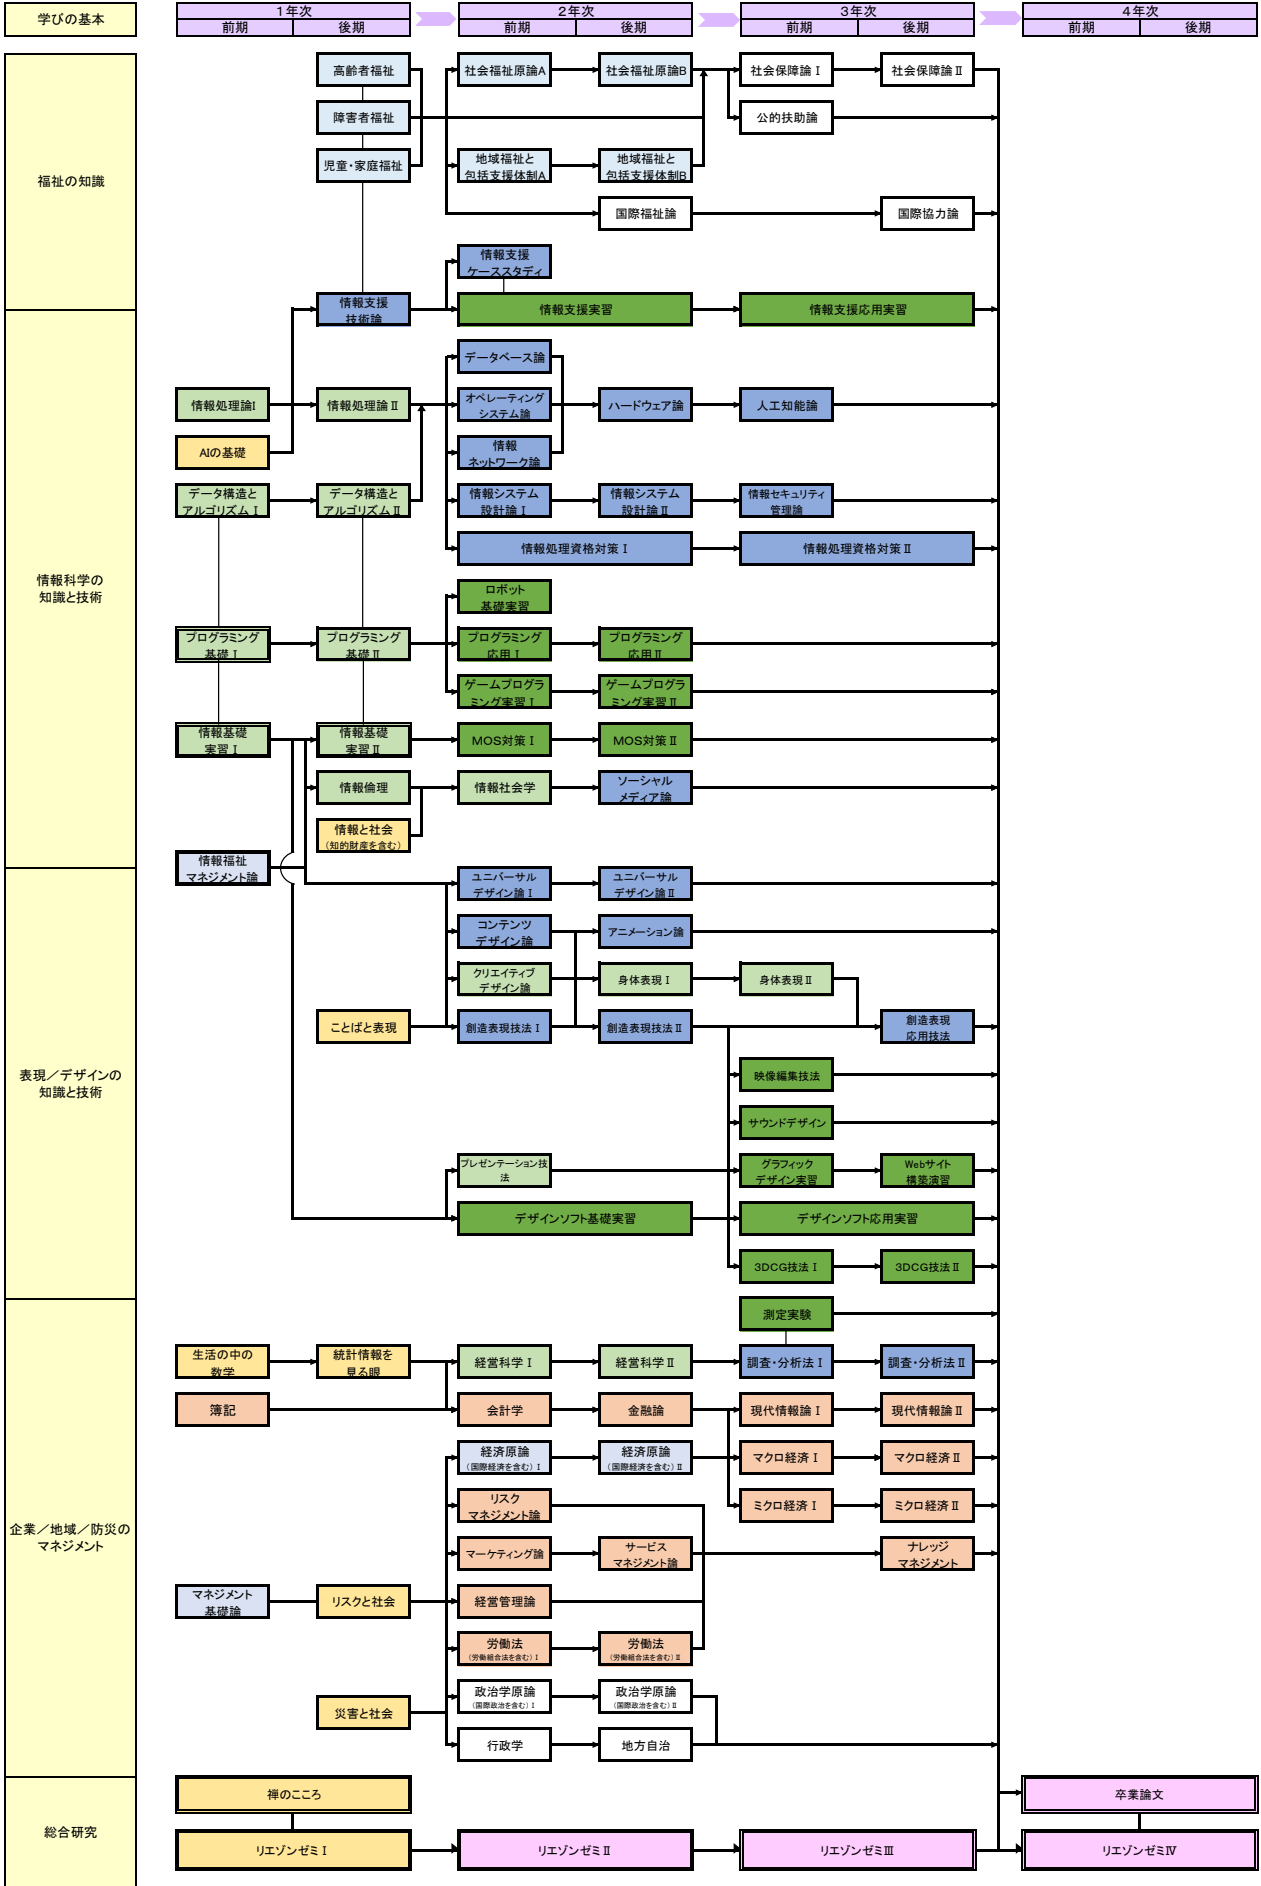 学びの基本
１年次
２年次
３年次
４年次
前期
後期
前期
後期
前期
後期
前期
後期
福祉の知識
高齢者福祉
社会福祉原論A
社会福祉原論B
社会保障論Ⅰ
社会保障論Ⅱ
障害者福祉
公的扶助論
児童・家庭福祉
地域福祉と
包括支援体制A
地域福祉と
包括支援体制B
国際福祉論
国際協力論
情報支援
ケーススタディ
情報支援
技術論
情報支援実習
情報支援応用実習
情報科学の
知識と技術
データベース論
情報処理論Ⅰ
情報処理論Ⅱ
オペレーティング
システム論
ハードウェア論
人工知能論
AIの基礎
情報
ネットワーク論
データ構造と
アルゴリズムⅠ
データ構造と
アルゴリズムⅡ
情報システム
設計論Ⅰ
情報システム
設計論Ⅱ
情報セキュリティ
管理論
情報処理資格対策Ⅰ
情報処理資格対策Ⅱ
ロボット
基礎実習
プログラミング
基礎Ⅰ
プログラミング
基礎Ⅱ
プログラミング
応用Ⅰ
プログラミング
応用Ⅱ
ゲームプログラ
ミング実習Ⅰ
ゲームプログラ
ミング実習Ⅱ
情報基礎
実習Ⅰ
情報基礎
実習Ⅱ
MOS対策Ⅰ
MOS対策Ⅱ
情報倫理
情報社会学
ソーシャル
メディア論
情報と社会
（知的財産を含む）
情報福祉
マネジメント論
表現／デザインの
知識と技術
ユニバーサル
デザイン論Ⅰ
ユニバーサル
デザイン論Ⅱ
コンテンツ
デザイン論
アニメーション論
クリエイティブ
デザイン論
身体表現Ⅰ
身体表現Ⅱ
ことばと表現
創造表現技法Ⅰ
創造表現技法Ⅱ
創造表現
応用技法
映像編集技法
サウンドデザイン
プレゼンテーション技
法
グラフィック
デザイン実習
Webサイト
構築演習
デザインソフト基礎実習
デザインソフト応用実習
3DCG技法Ⅰ
3DCG技法Ⅱ
企業／地域／防災の
マネジメント
測定実験
生活の中の
数学
統計情報を
見る眼
経営科学Ⅰ
経営科学Ⅱ
調査・分析法Ⅰ
調査・分析法Ⅱ
簿記
会計学
金融論
現代情報論Ⅰ
現代情報論Ⅱ
経済原論
（国際経済を含む）Ⅰ
経済原論
（国際経済を含む）Ⅱ
マクロ経済Ⅰ
マクロ経済Ⅱ
リスク
マネジメント論
ミクロ経済Ⅰ
ミクロ経済Ⅱ
マーケティング論
サービス
マネジメント論
ナレッジ
マネジメント
マネジメント
基礎論
リスクと社会
経営管理論
労働法
（労働組合法を含む）Ⅰ
労働法
（労働組合法を含む）Ⅱ
災害と社会
政治学原論
（国際政治を含む）Ⅰ
政治学原論
（国際政治を含む）Ⅱ
行政学
地方自治
総合研究
禅のこころ
卒業論文
リエゾンゼミⅠ
リエゾンゼミⅡ
リエゾンゼミⅢ
リエゾンゼミⅣ